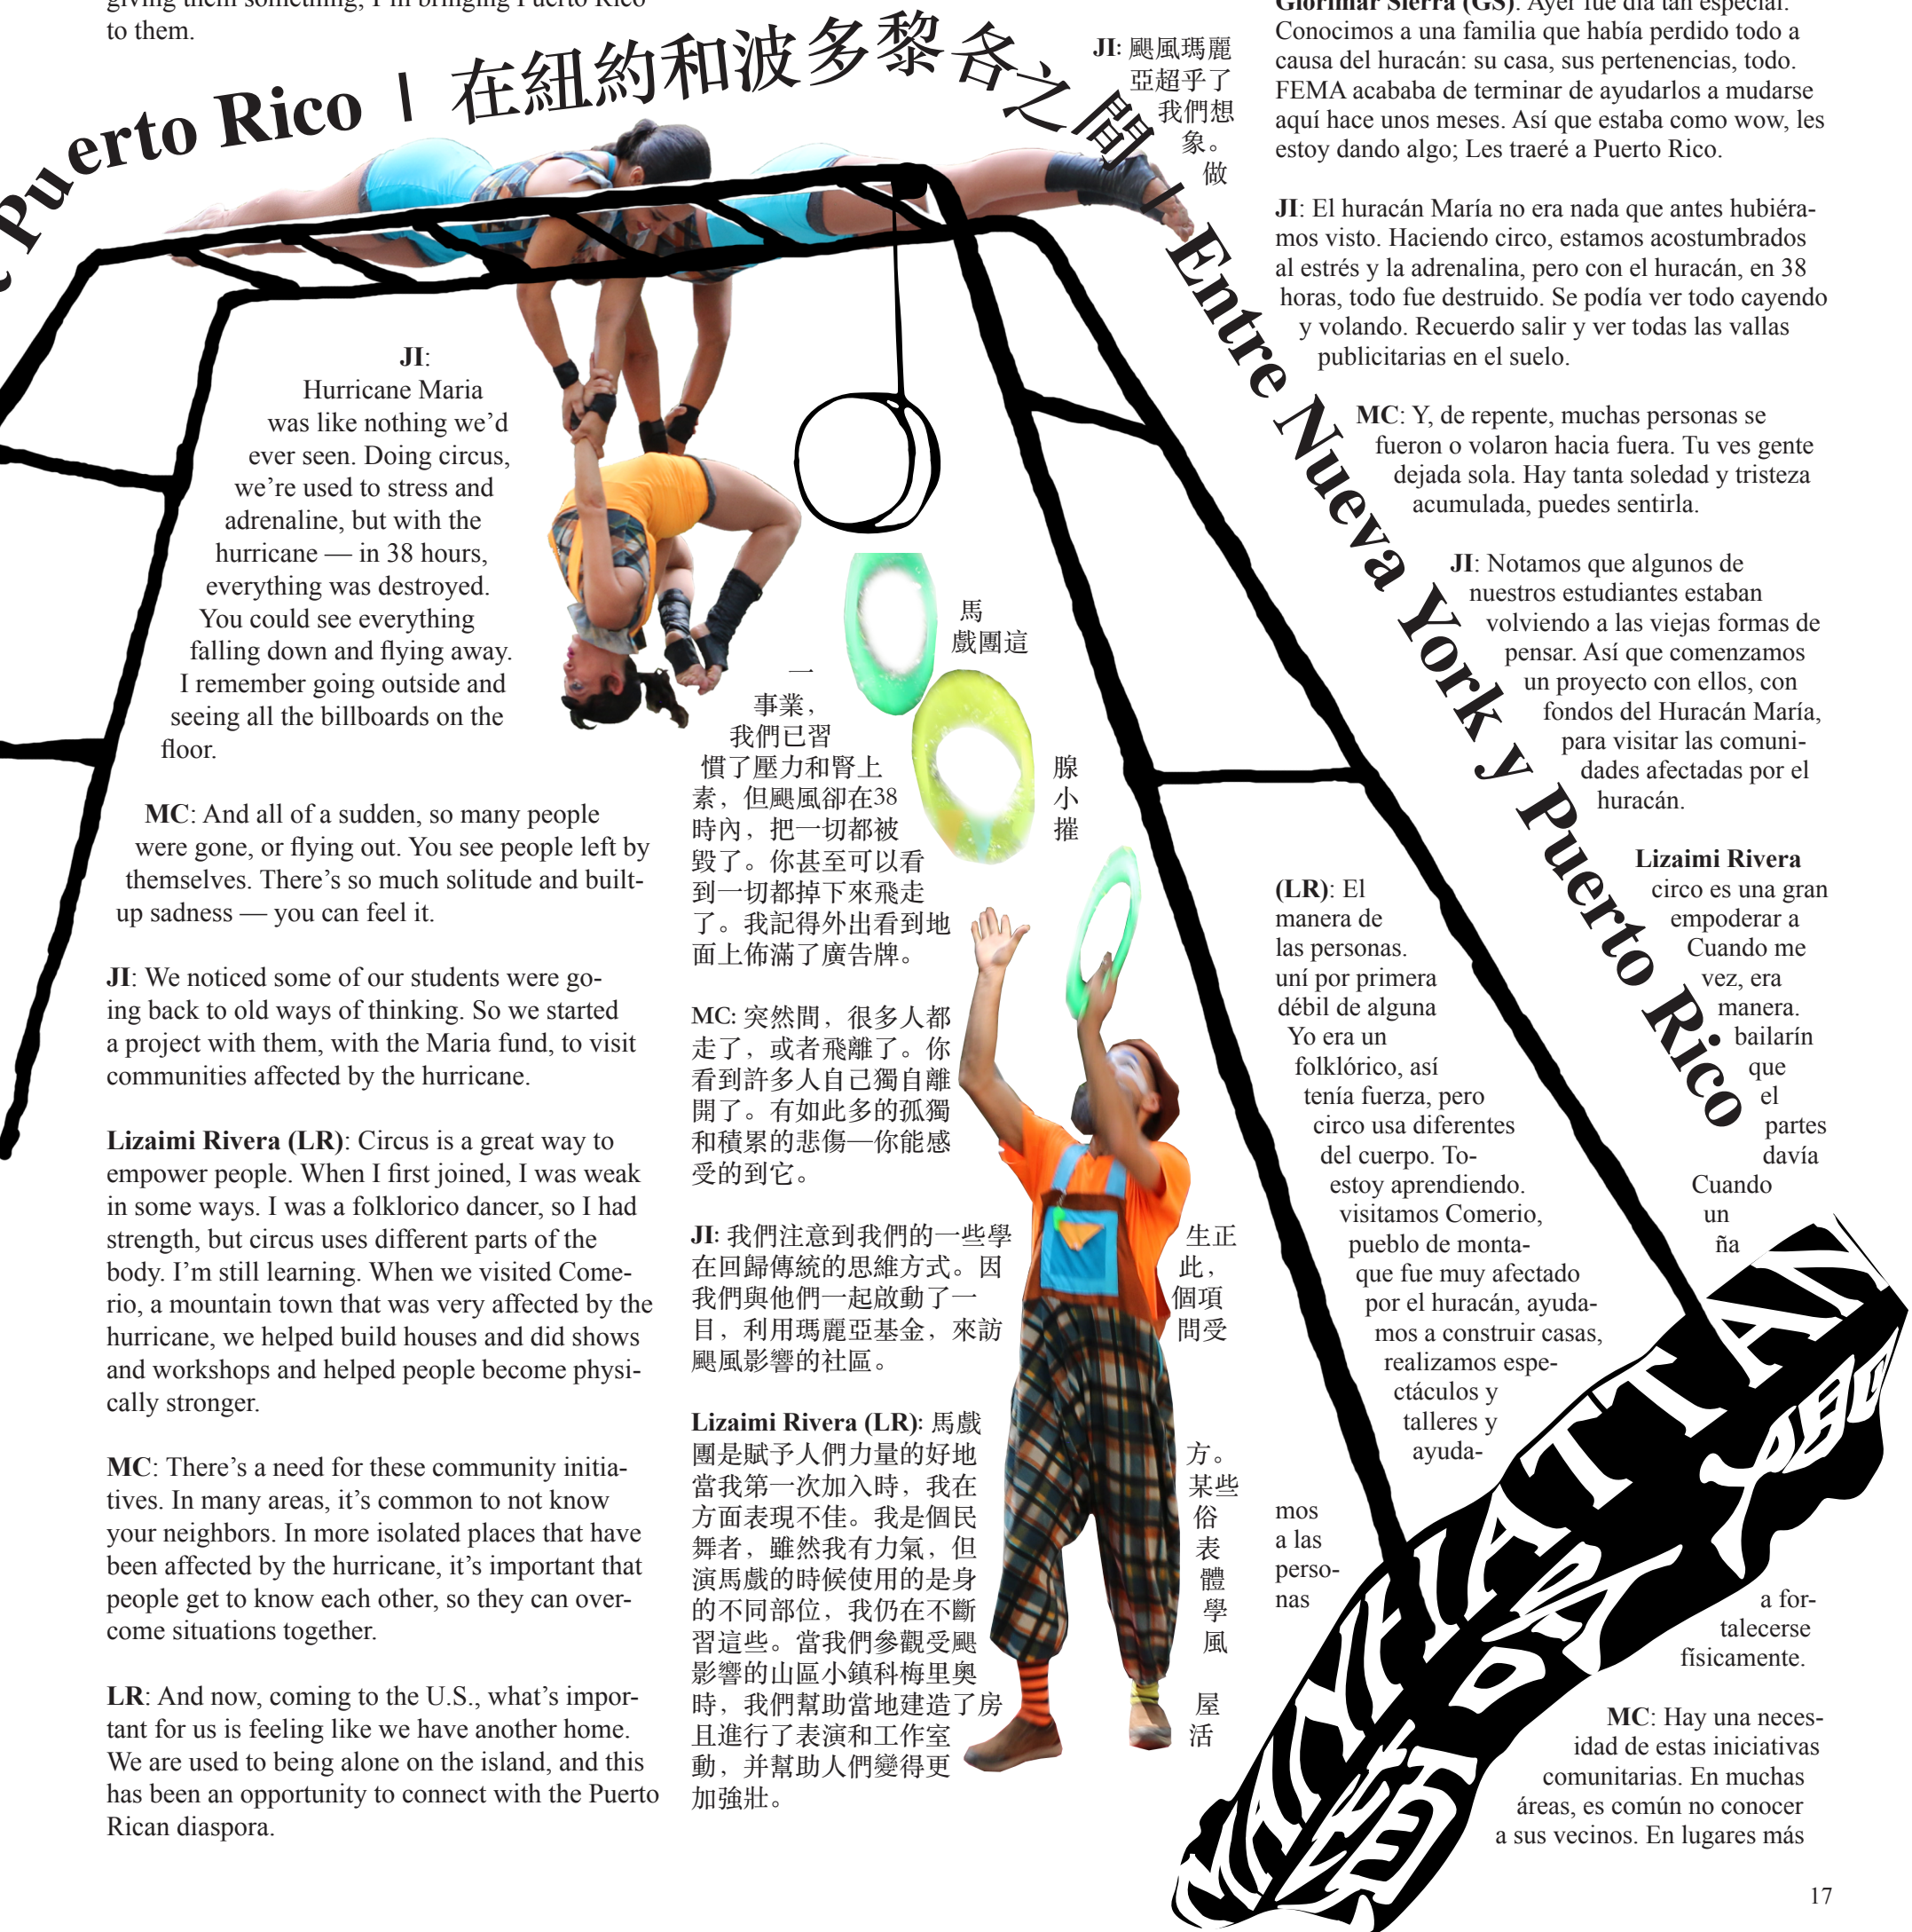 giving them something, I'm bringing Puerto Rico
to them.
Puerto Rico | 在紐約和波多黎各之間 | Entre Nueva York y Puerto Rico
JI:
Hurricane Maria
was like nothing we'd
ever seen. Doing circus,
we're used to stress and
adrenaline, but with the
hurricane — in 38 hours,
everything was destroyed.
You could see everything
falling down and flying away.
I remember going outside and
seeing all the billboards on the
floor.
MC: And all of a sudden, so many people
were gone, or flying out. You see people left by
themselves. There's so much solitude and built-
up sadness — you can feel it.
JI: We noticed some of our students were go-
ing back to old ways of thinking. So we started
a project with them, with the Maria fund, to visit
communities affected by the hurricane.
Lizaimi Rivera (LR): Circus is a great way to
empower people. When I first joined, I was weak
in some ways. I was a folklorico dancer, so I had
strength, but circus uses different parts of the
body. I'm still learning. When we visited Come-
rio, a mountain town that was very affected by the
hurricane, we helped build houses and did shows
and workshops and helped people become physi-
cally stronger.
MC: There's a need for these community initia-
tives. In many areas, it's common to not know
your neighbors. In more isolated places that have
been affected by the hurricane, it's important that
people get to know each other, so they can over-
come situations together.
LR: And now, coming to the U.S., what's impor-
tant for us is feeling like we have another home.
We are used to being alone on the island, and this
has been an opportunity to connect with the Puerto
Rican diaspora.
JI: 颶風瑪麗
亞超乎了
我們想
象。
做
馬
戲團這
一
事業，
我們已習
慣了壓力和腎上 腺
素，但颶風卻在38 小
時內，把一切都被 摧
毀了。你甚至可以看
到一切都掉下來飛走
了。我記得外出看到地
面上佈滿了廣告牌。
MC: 突然間，很多人都
走了，或者飛離了。你
看到許多人自己獨自離
開了。有如此多的孤獨
和積累的悲傷—你能感
受的到它。
JI: 我們注意到我們的一些學 生正
在回歸傳統的思維方式。因 此，
我們與他們一起啟動了一 個項
目，利用瑪麗亞基金，來訪 問受
颶風影響的社區。
Lizaimi Rivera (LR): 馬戲
團是賦予人們力量的好地 方。
當我第一次加入時，我在 某些
方面表現不佳。我是個民 俗
舞者，雖然我有力氣，但 表
演馬戲的時候使用的是身 體
的不同部位，我仍在不斷 學
習這些。當我們參觀受颶 風
影響的山區小鎮科梅里奧
時，我們幫助當地建造了房 屋
且進行了表演和工作室 活
動，并幫助人們變得更
加強壯。
Glorimar Sierra (GS): Ayer fue día tan especial.
Conocimos a una familia que había perdido todo a
causa del huracán: su casa, sus pertenencias, todo.
FEMA acababa de terminar de ayudarlos a mudarse
aquí hace unos meses. Así que estaba como wow, les
estoy dando algo; Les traeré a Puerto Rico.
JI: El huracán María no era nada que antes hubiéra-
mos visto. Haciendo circo, estamos acostumbrados
al estrés y la adrenalina, pero con el huracán, en 38
horas, todo fue destruido. Se podía ver todo cayendo
y volando. Recuerdo salir y ver todas las vallas
publicitarias en el suelo.
MC: Y, de repente, muchas personas se
fueron o volaron hacia fuera. Tu ves gente
dejada sola. Hay tanta soledad y tristeza
acumulada, puedes sentirla.
JI: Notamos que algunos de
nuestros estudiantes estaban
volviendo a las viejas formas de
pensar. Así que comenzamos
un proyecto con ellos, con
fondos del Huracán María,
para visitar las comuni-
dades afectadas por el
huracán.
Lizaimi Rivera
(LR): El circo es una gran
manera de empoderar a
las personas. Cuando me
uní por primera vez, era
débil de alguna manera.
Yo era un bailarín
folklórico, así que
tenía fuerza, pero el
circo usa diferentes partes
del cuerpo. To- davía
estoy aprendiendo. Cuando
visitamos Comerio, un
pueblo de monta- ña
que fue muy afectado
por el huracán, ayuda-
mos a construir casas,
realizamos espe-
ctáculos y
talleres y
ayuda-
mos
a las
perso-
nas a for-
talecerse
físicamente.
MC: Hay una neces-
idad de estas iniciativas
comunitarias. En muchas
áreas, es común no conocer
a sus vecinos. En lugares más
MANHATTAN
17